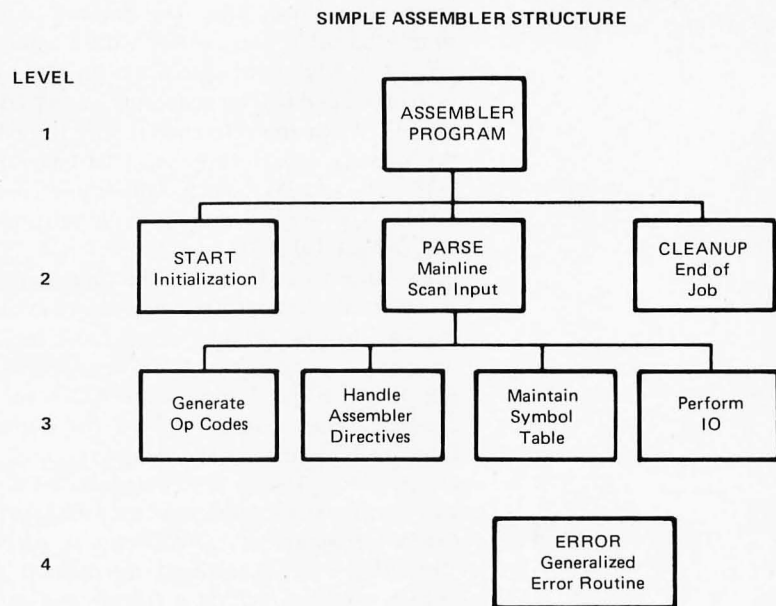 SIMPLE ASSEMBLER STRUCTURE
LEVEL
1
ASSEMBLER
PROGRAM
2
START
Initialization
PARSE
Mainline
Scan Input
CLEANUP
End of
Job
3
Generate
Op Codes
Handle
Assembler
Directives
Maintain
Symbol
Table
Perform
IO
4
ERROR
Generalized
Error Routine